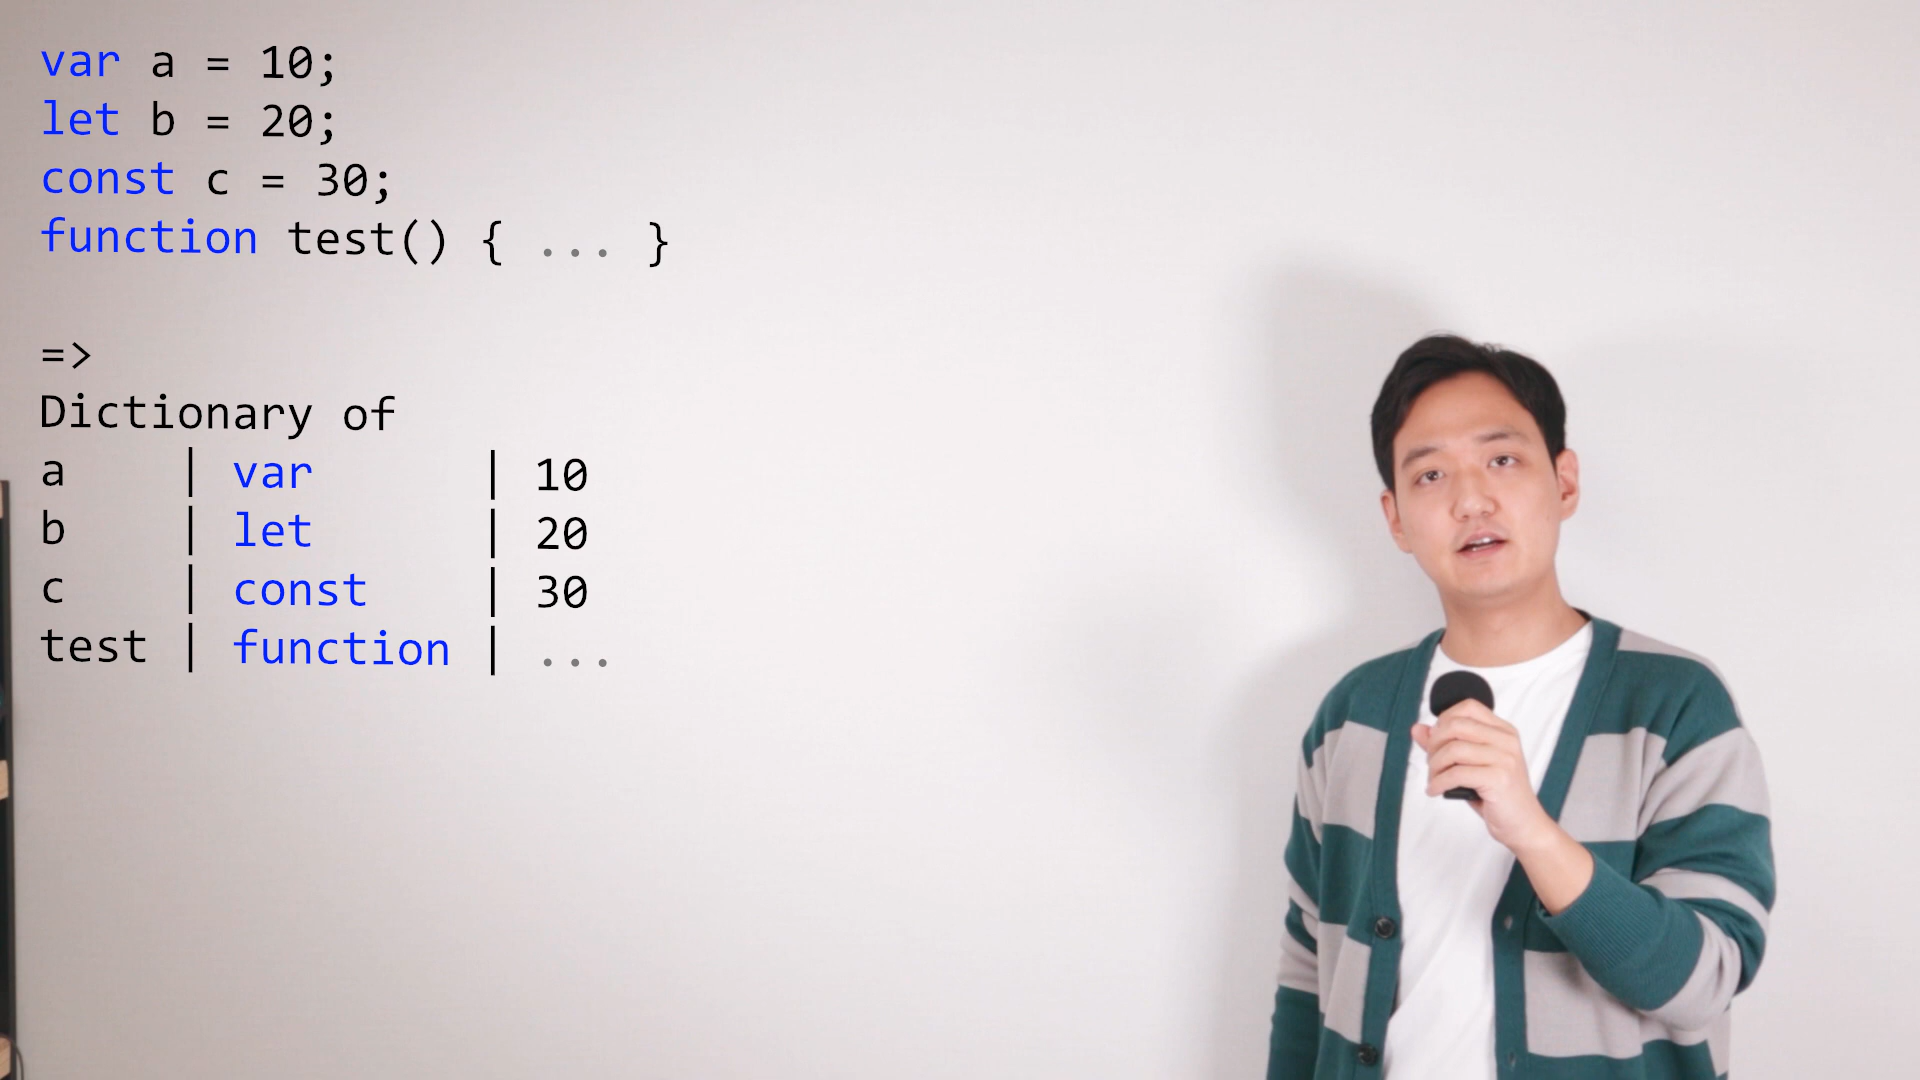 var a = 10;
let b = 20;
const c = 30;
function test() { ... }
=>
Dictionary of
a | var | 10
b | let | 20
c | const | 30
test | function | ...